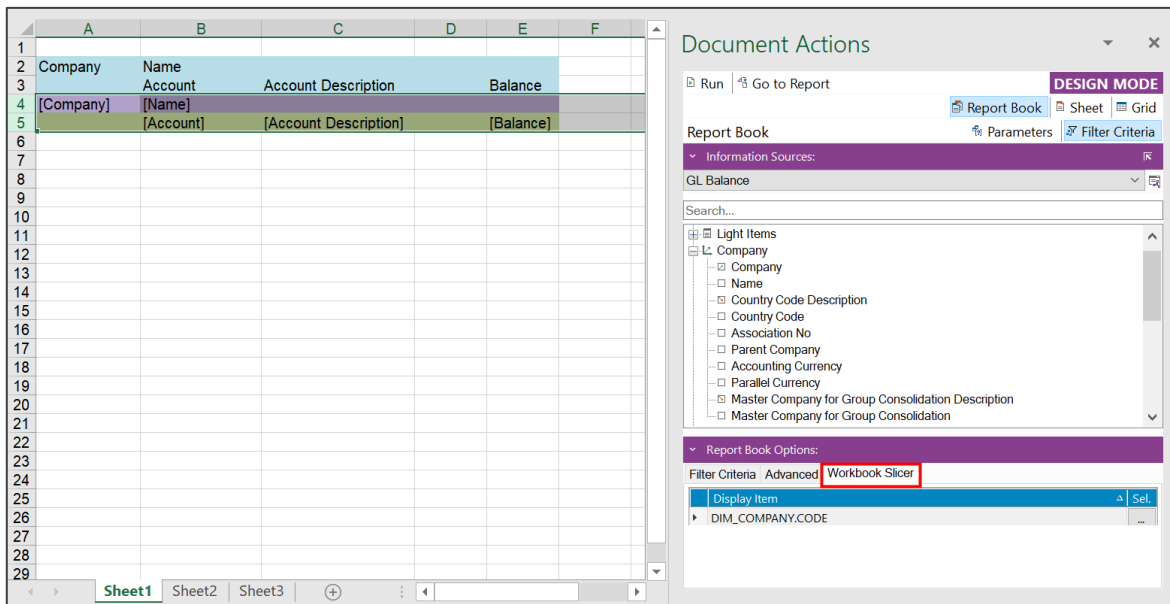 A B C D E F
1
2 Company Name
3 Account Account Description Balance
4 [Company] [Name]
5 [Account] [Account Description] [Balance]
6
7
8
9
10
11
12
13
14
15
16
17
18
19
20
21
22
23
24
25
26
27
28
29
Sheet1 Sheet2 Sheet3
Document Actions
Run Go to Report DESIGN MODE
Report Book Sheet Grid
Report Book Parameters Filter Criteria
Information Sources:
GL Balance
Search...
Light Items
Company
Company
Name
Country Code Description
Country Code
Association No
Parent Company
Accounting Currency
Parallel Currency
Master Company for Group Consolidation Description
Master Company for Group Consolidation
Report Book Options:
Filter Criteria Advanced Workbook Slicer
Display Item Sel.
DIM_COMPANY.CODE ...